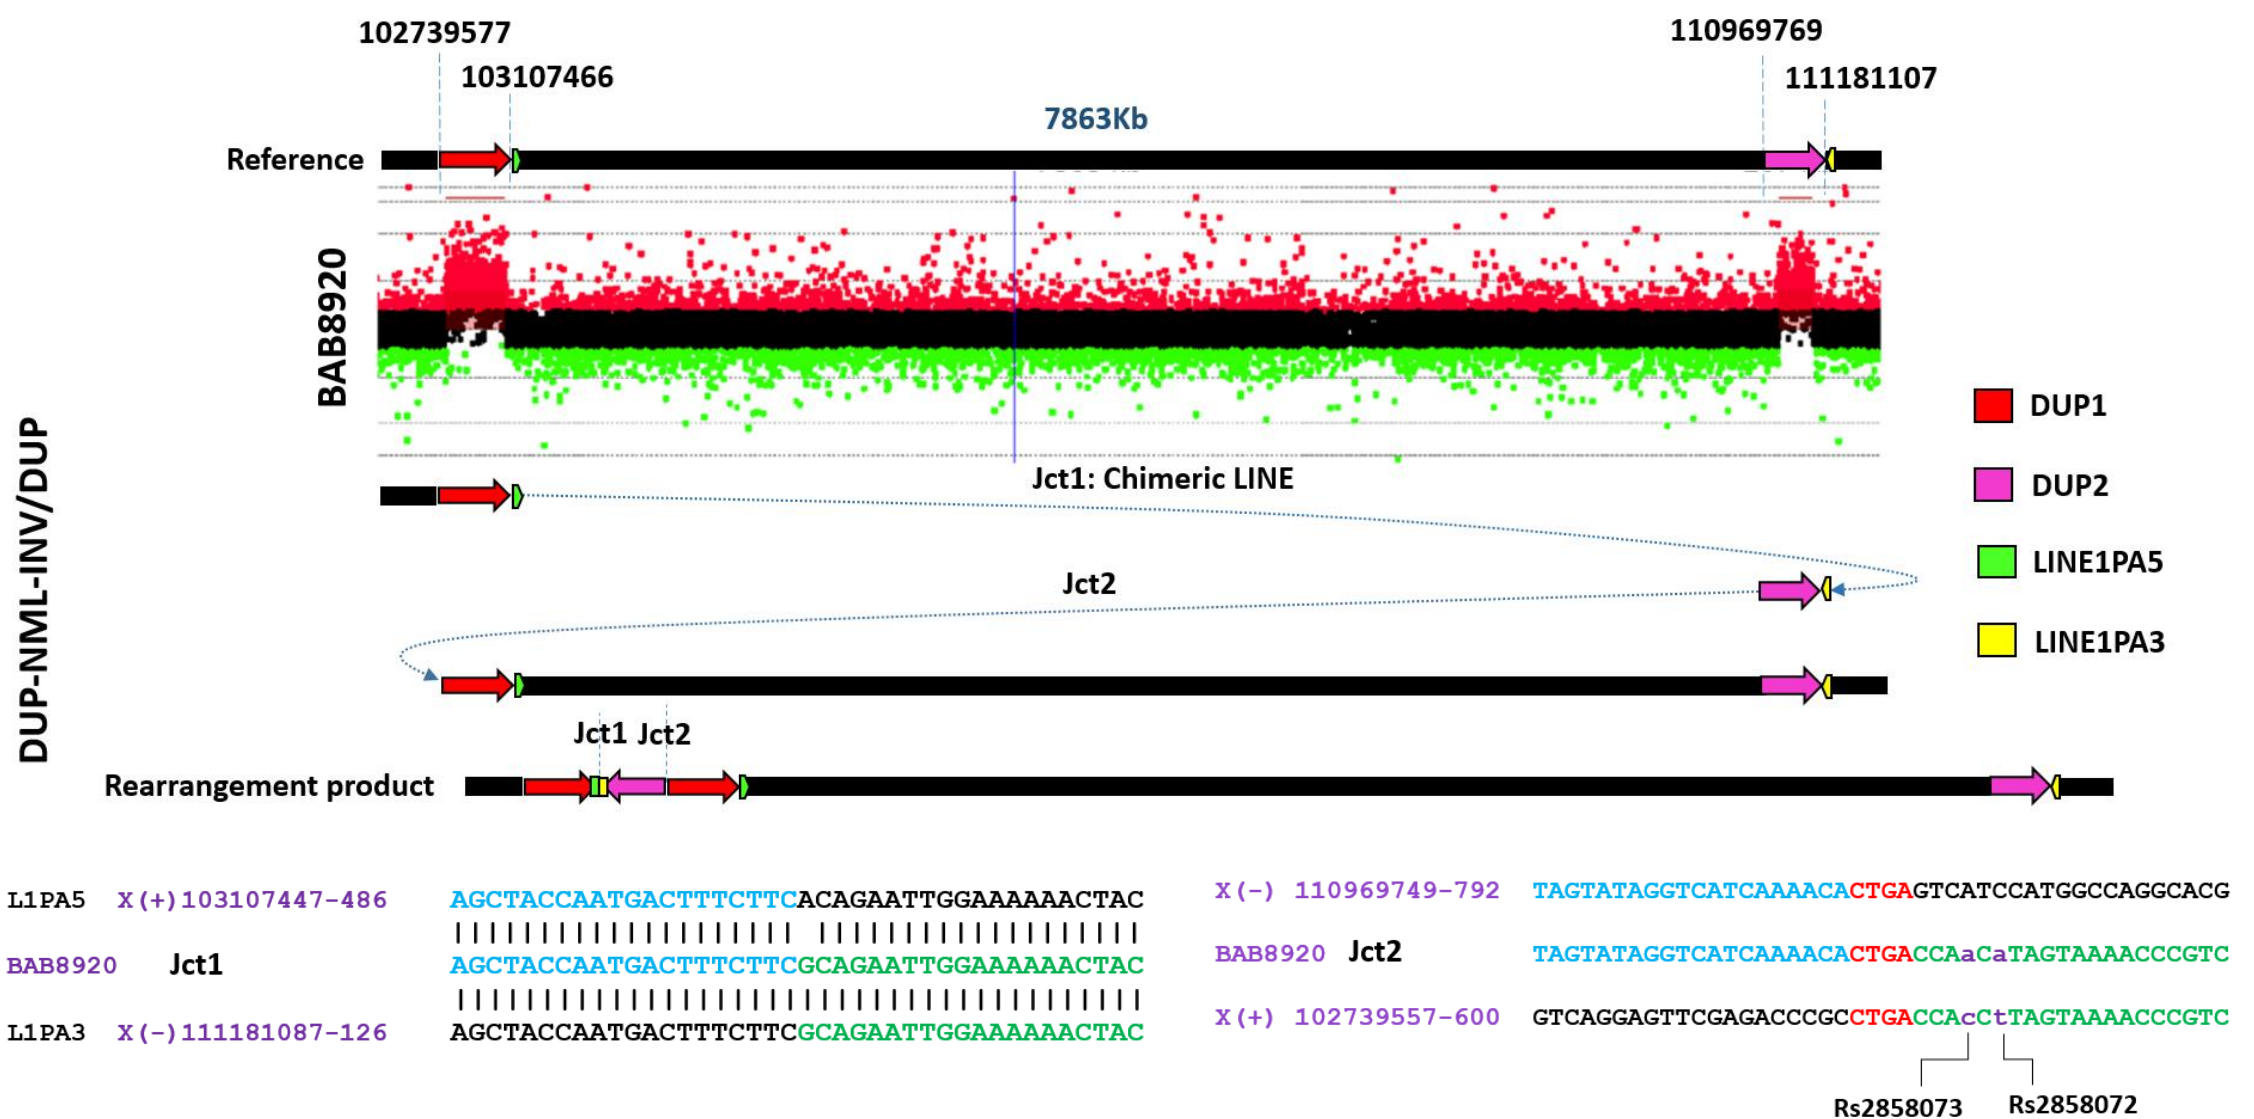 102739577
110969769
103107466
111181107
7863Kb
Reference
BAB8920
DUP-NML-INV/DUP
DUP1
DUP2
LINE1PA5
LINE1PA3
Jct1: Chimeric LINE
Jct2
Jct1 Jct2
Rearrangement product
L1PA5 X(+)103107447-486 AGCTACCAATGACTTTCTTCACAGAATTGGAAAAAACTAC
BAB8920 Jct1 AGCTACCAATGACTTTCTTCGCAGAATTGGAAAAAACTAC
L1PA3 X(-)111181087-126 AGCTACCAATGACTTTCTTCGCAGAATTGGAAAAAACTAC
X(-) 110969749-792 TAGTATAGGTCATCAAAACACTGAGTCATCCATGGCCAGGCACG
BAB8920 Jct2 TAGTATAGGTCATCAAAACACTGACCAaCaTAGTAAAACCCGTC
X(+) 102739557-600 GTCAGGAGTTCGAGACCCGCCTGACCAcCtTAGTAAAACCCGTC
Rs2858073 Rs2858072